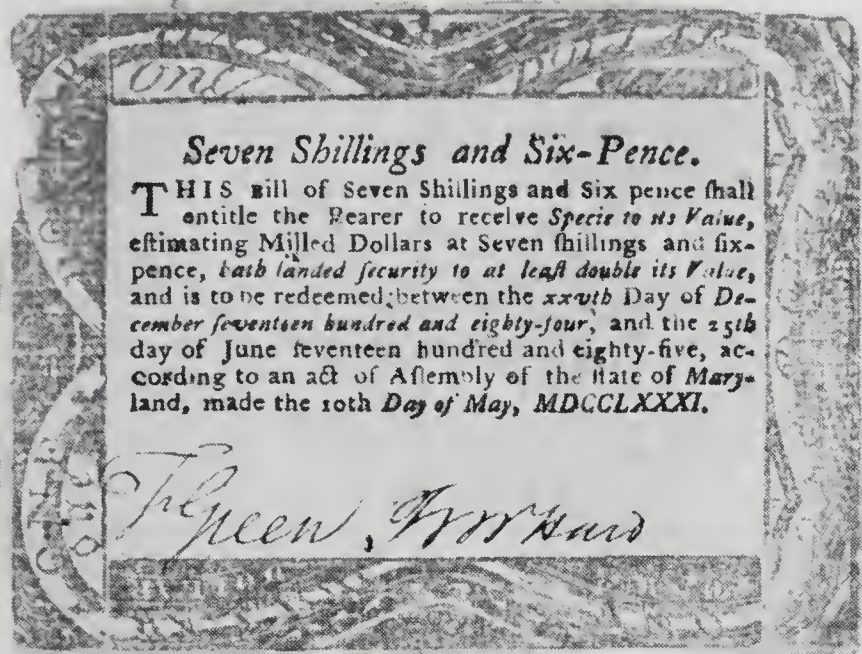 one
Seven Shillings and Six-Pence.
THIS Bill of Seven Shillings and Six pence ſhall
entitle the Bearer to receive Specie to its Value,
eſtimating Milled Dollars at Seven ſhillings and ſix-
pence, hath landed ſecurity to at leaſt double its Value,
and is to be redeemed between the xxvth Day of De-
cember ſeventeen hundred and eighty-four, and the 25th
day of June ſeventeen hundred and eighty-five, ac-
cording to an act of Aſſembly of the ſtate of Mary-
land, made the 10th Day of May, MDCCLXXXI.
Green,
ONE